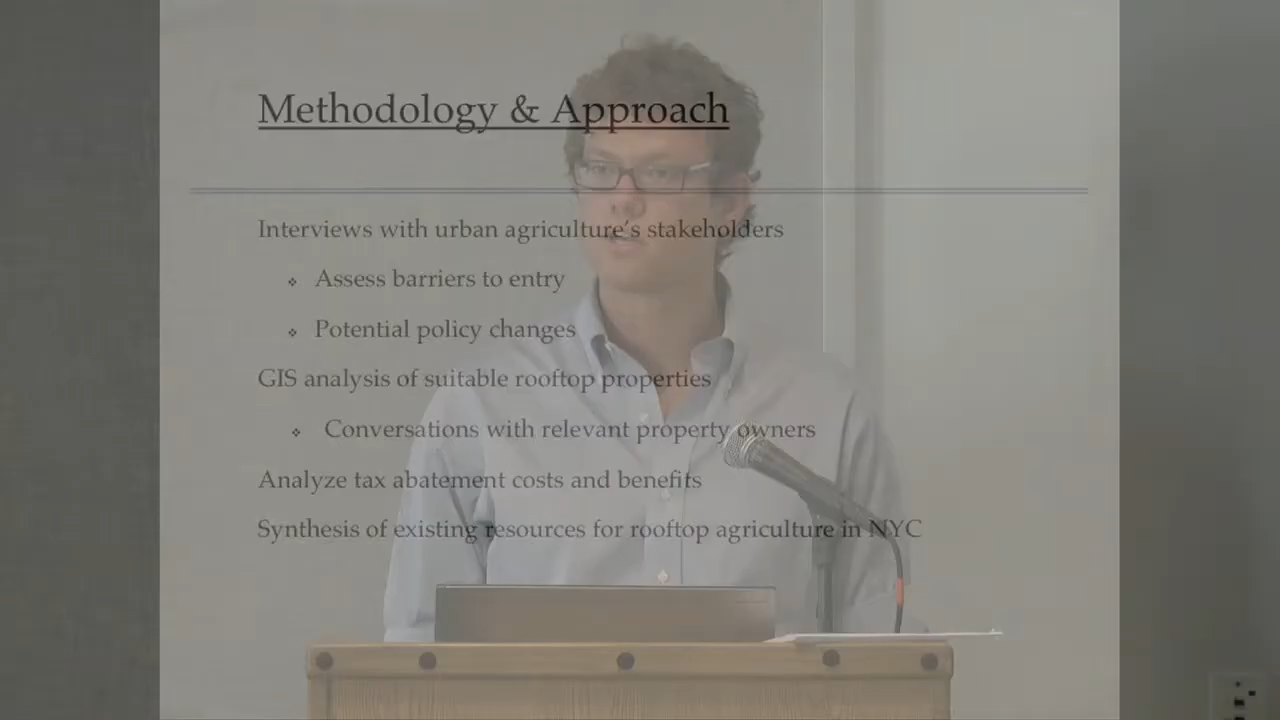 Methodology & Approach
Interviews with urban agriculture's stakeholders
❖ Assess barriers to entry
❖ Potential policy changes
GIS analysis of suitable rooftop properties
❖ Conversations with relevant property owners
Analyze tax abatement costs and benefits
Synthesis of existing resources for rooftop agriculture in NYC